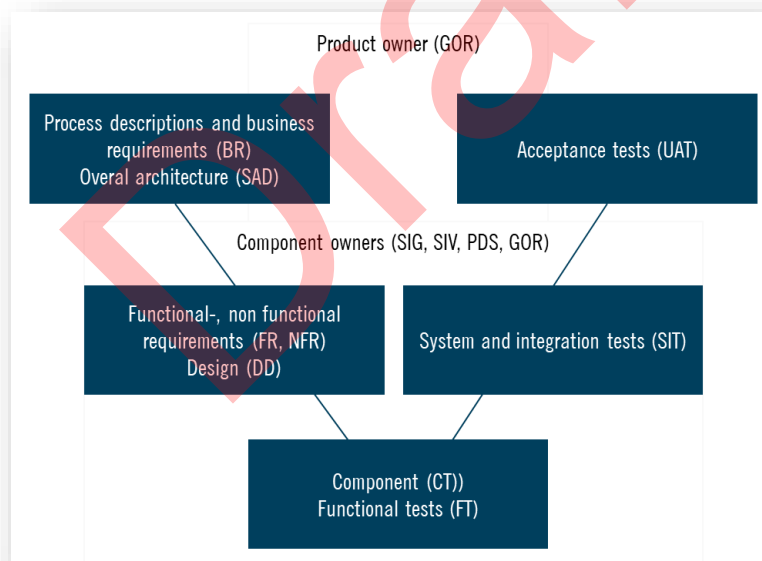 Product owner (GOR)
Process descriptions and business
requirements (BR)
Overal architecture (SAD)
Acceptance tests (UAT)
Component owners (SIG, SIV, PDS, GOR)
Functional-, non functional
requirements (FR, NFR)
Design (DD)
System and integration tests (SIT)
Component (CT))
Functional tests (FT)